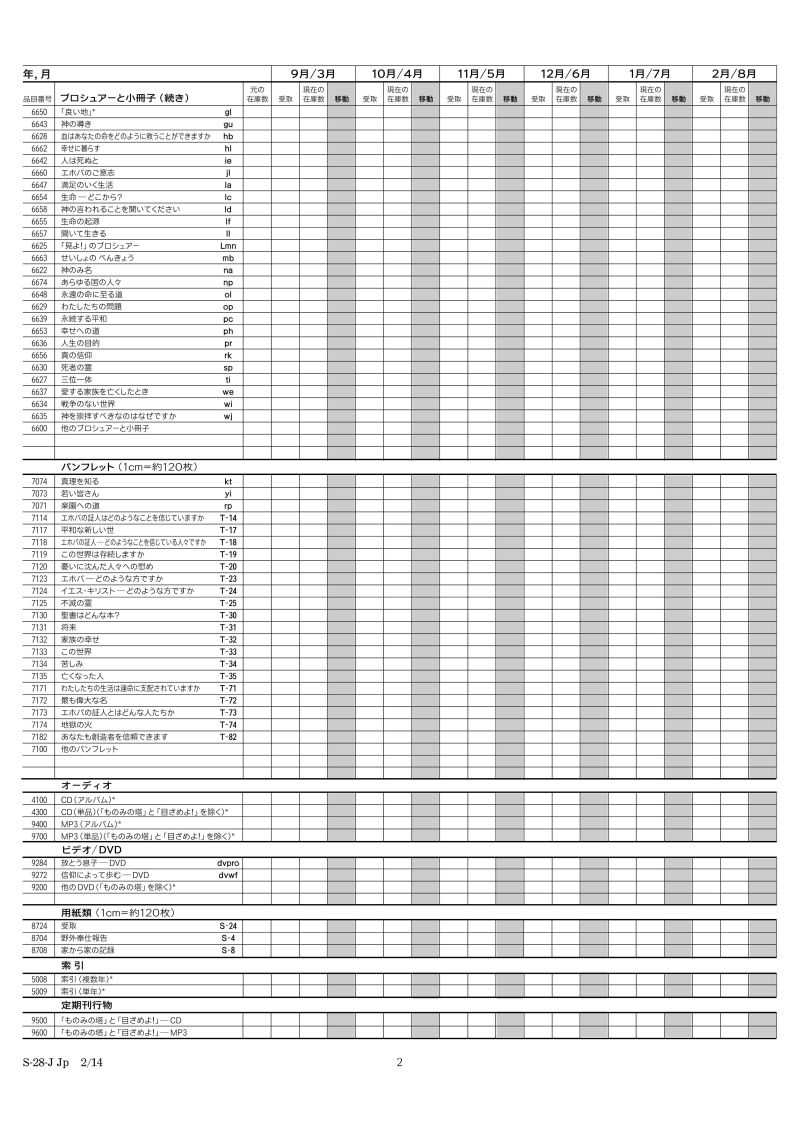 年, 月 9月/3月 10月/4月 11月/5月 12月/6月 1月/7月 2月/8月
品目番号 ブロシュアーと小冊子（続き） 元の在庫数 受取 現在の在庫数 移動 受取 現在の在庫数 移動 受取 現在の在庫数 移動 受取 現在の在庫数 移動 受取 現在の在庫数 移動 受取 現在の在庫数 移動
6650 「良い地」* gl
6643 神の導き gu
6628 血はあなたの命をどのように救うことができますか hb
6662 幸せに暮らす hl
6642 人は死ぬと ie
6660 エホバのご意志 jl
6647 満足のいく生活 la
6654 生命 ― どこから? lc
6658 神の言われることを聞いてください ld
6655 生命の起源 lf
6657 聞いて生きる ll
6625 「見よ!」のブロシュアー Lmn
6663 せいしょの べんきょう mb
6622 神のみ名 na
6674 あらゆる国の人々 np
6648 永遠の命に至る道 ol
6629 わたしたちの問題 op
6639 永続する平和 pc
6653 幸せへの道 ph
6636 人生の目的 pr
6656 真の信仰 rk
6630 死者の霊 sp
6627 三位一体 ti
6637 愛する家族を亡くしたとき we
6634 戦争のない世界 wi
6635 神を崇拝すべきなのはなぜですか wj
6600 他のブロシュアーと小冊子
パンフレット（1cm＝約120枚）
7074 真理を知る kt
7073 若い皆さん yi
7071 楽園への道 rp
7114 エホバの証人はどのようなことを信じていますか T-14
7117 平和な新しい世 T-17
7118 エホバの証人 ― どのようなことを信じている人々ですか T-18
7119 この世界は存続しますか T-19
7120 憂いに沈んだ人々への慰め T-20
7123 エホバ ― どのような方ですか T-23
7124 イエス・キリスト ― どのような方ですか T-24
7125 不滅の霊 T-25
7130 聖書はどんな本? T-30
7131 将来 T-31
7132 家族の幸せ T-32
7133 この世界 T-33
7134 苦しみ T-34
7135 亡くなった人 T-35
7171 わたしたちの生活は運命に支配されていますか T-71
7172 最も偉大な名 T-72
7173 エホバの証人とはどんな人たちか T-73
7174 地獄の火 T-74
7182 あなたも創造者を信頼できます T-82
7100 他のパンフレット
オーディオ
4100 CD（アルバム）*
4300 CD（単品）（「ものみの塔」と「目ざめよ!」を除く）*
9400 MP3（アルバム）*
9700 MP3（単品）（「ものみの塔」と「目ざめよ!」を除く）*
ビデオ/DVD
9284 放とう息子 ― DVD dvpro
9272 信仰によって歩む ― DVD dvwf
9200 他のDVD（「ものみの塔」を除く）*
用紙類（1cm＝約120枚）
8724 受取 S-24
8704 野外奉仕報告 S-4
8708 家から家の記録 S-8
索 引
5008 索引（複数年）*
5009 索引（単年）*
定期刊行物
9500 「ものみの塔」と「目ざめよ!」― CD
9600 「ものみの塔」と「目ざめよ!」― MP3
S-28-J Jp 2/14 2